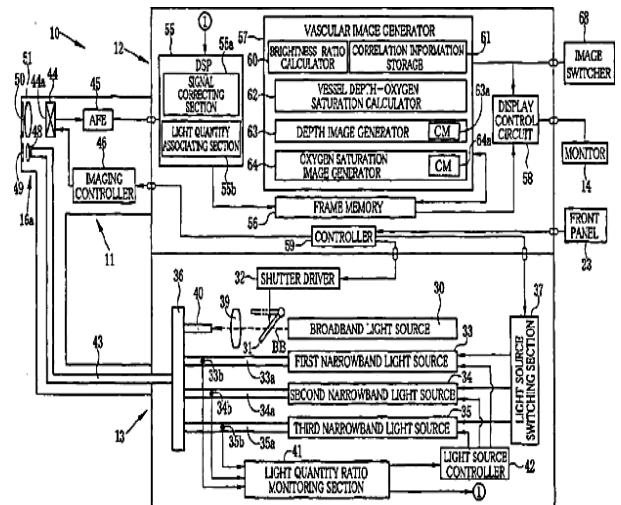 10
12
55
55a
57
VASCULAR IMAGE GENERATOR
61
68
51
44a
44
45
DSP
60
BRIGHTNESS RATIO
CALCULATOR
CORRELATION INFORMATION
STORAGE
IMAGE
SWITCHER
50
48
AFE
SIGNAL
CORRECTING
SECTION
62
VESSEL DEPTH-OXYGEN
SATURATION CALCULATOR
63a
46
LIGHT QUANTITY
ASSOCIATING SECTION
63
DEPTH IMAGE GENERATOR
CM
64a
DISPLAY
CONTROL
CIRCUIT
58
49
IMAGING
CONTROLLER
55b
64
OXYGEN SATURATION
IMAGE GENERATOR
CM
MONITOR
14
16a
56
FRAME MEMORY
11
59
CONTROLLER
FRONT
PANEL
23
36
32
SHUTTER DRIVER
40
39
30
37
31
BB
BROADBAND LIGHT SOURCE
33
43
33b
33a
FIRST NARROWBAND LIGHT SOURCE
34
34b
34a
SECOND NARROWBAND LIGHT SOURCE
35
35b
35a
THIRD NARROWBAND LIGHT SOURCE
LIGHT SOURCE
SWITCHING SECTION
13
41
LIGHT QUANTITY RATIO
MONITORING SECTION
LIGHT SOURCE
CONTROLLER
42